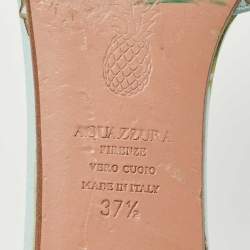 AQUAZZURA
FIRENZE
VERO CUOIO
MADE IN ITALY
37½